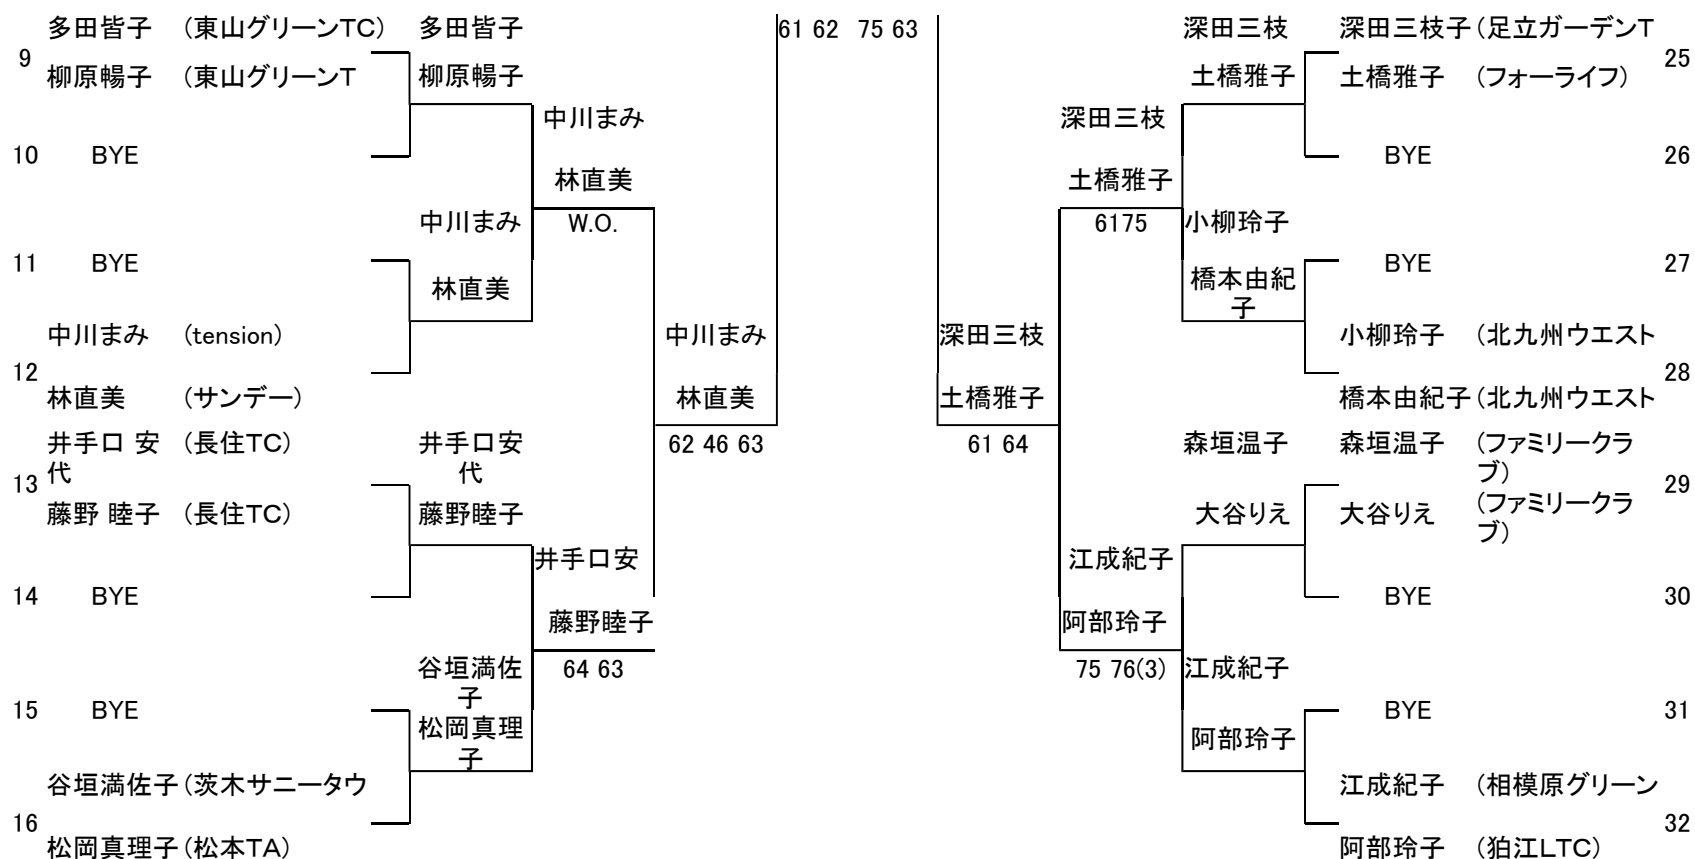 多田皆子 (東山グリーンTC) 多田皆子 61 62 75 63 深田三枝 深田三枝子 (足立ガーデンT
9 25
柳原暢子 (東山グリーンT 柳原暢子 土橋雅子 土橋雅子 (フォーライフ)
中川まみ 深田三枝
10 BYE BYE 26
林直美 土橋雅子
中川まみ W.O. 6175 小柳玲子
11 BYE BYE 27
林直美 橋本由紀
子
中川まみ (tension) 中川まみ 深田三枝 小柳玲子 (北九州ウエスト
12 28
林直美 (サンデー) 林直美 土橋雅子 橋本由紀子 (北九州ウエスト
井手口 安 (長住TC) 井手口安 62 46 63 61 64 森垣温子 森垣温子 (ファミリークラ
代 代 ブ)
13 29
藤野 睦子 (長住TC) 藤野睦子 大谷りえ 大谷りえ (ファミリークラ
ブ)
井手口安 江成紀子
14 BYE BYE 30
藤野睦子 阿部玲子
谷垣満佐 64 63 75 76(3) 江成紀子
子
15 BYE BYE 31
松岡真理 阿部玲子
子
谷垣満佐子 (茨木サニータウ 江成紀子 (相模原グリーン
16 32
松岡真理子 (松本TA) 阿部玲子 (狛江LTC)